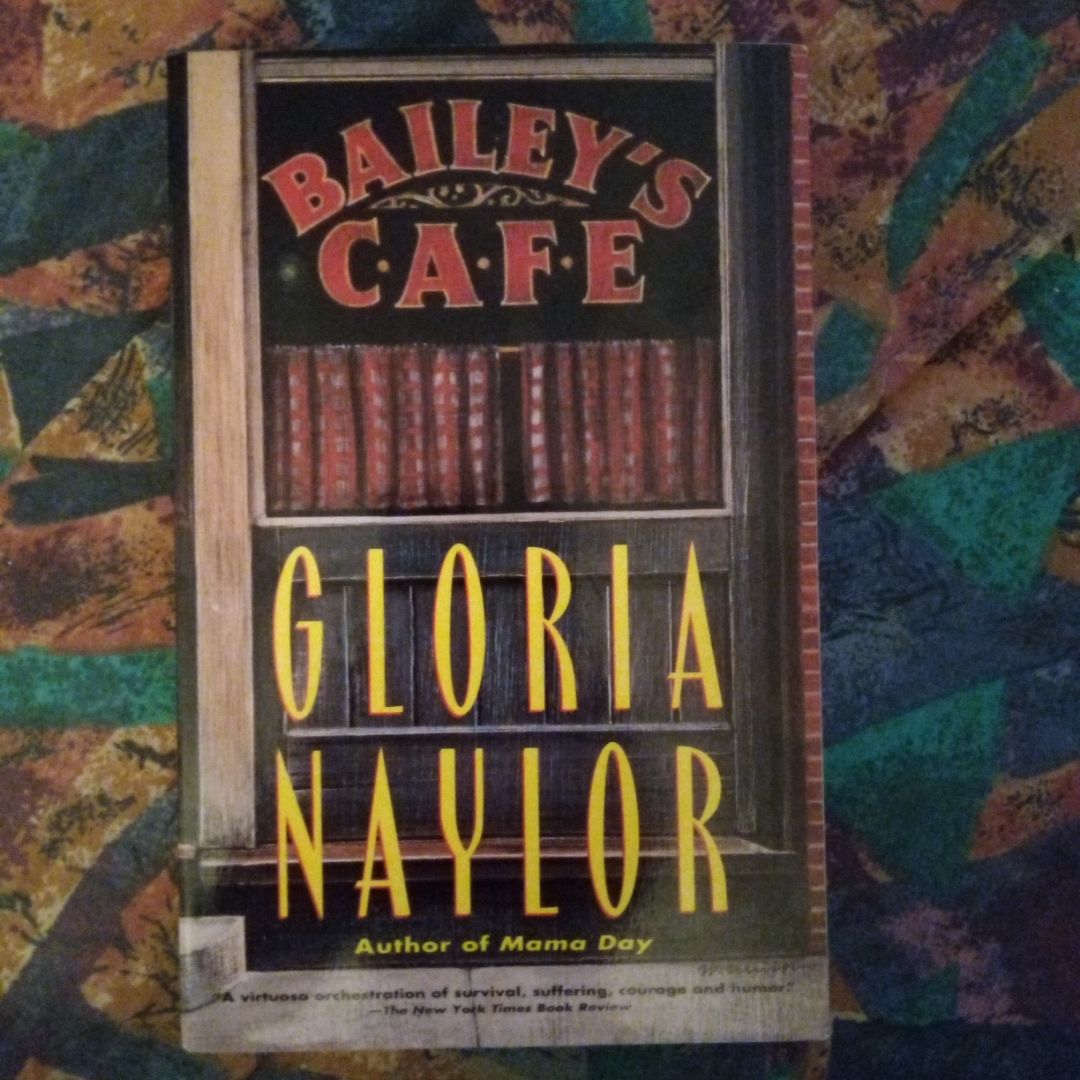 BAILEY'S
C·A·F·E
GLORIA
NAYLOR
Author of Mama Day
"A virtuoso orchestration of survival, suffering, courage and humor."
—The New York Times Book Review